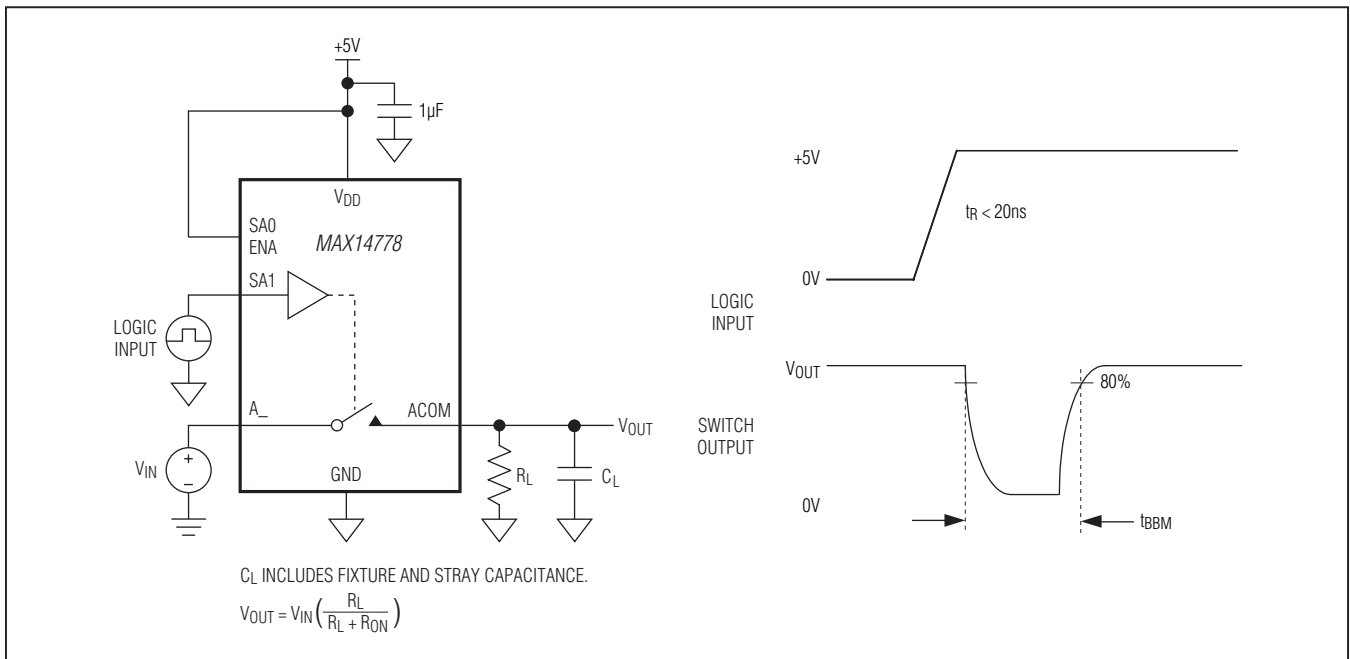 +5V
1µF
VDD
SA0
ENA
MAX14778
SA1
LOGIC
INPUT
A_
ACOM
VOUT
VIN
+
−
GND
RL
CL
CL INCLUDES FIXTURE AND STRAY CAPACITANCE.
VOUT = VIN ( RL / RL + RON )
+5V
tR < 20ns
0V
LOGIC
INPUT
VOUT
80%
SWITCH
OUTPUT
0V
tBBM